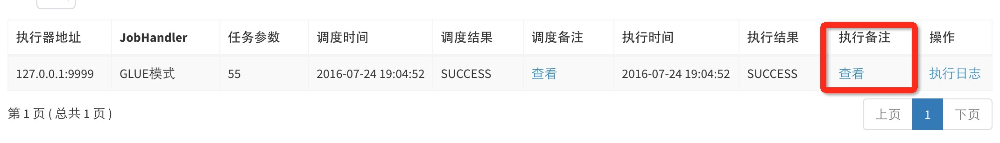 执行器地址 JobHandler 任务参数 调度时间 调度结果 调度备注 执行时间 执行结果 执行备注 操作
127.0.0.1:9999 GLUE模式 55 2016-07-24 19:04:52 SUCCESS 查看 2016-07-24 19:04:52 SUCCESS 查看 执行日志
第 1 页 ( 总共 1 页 )
上页 1 下页